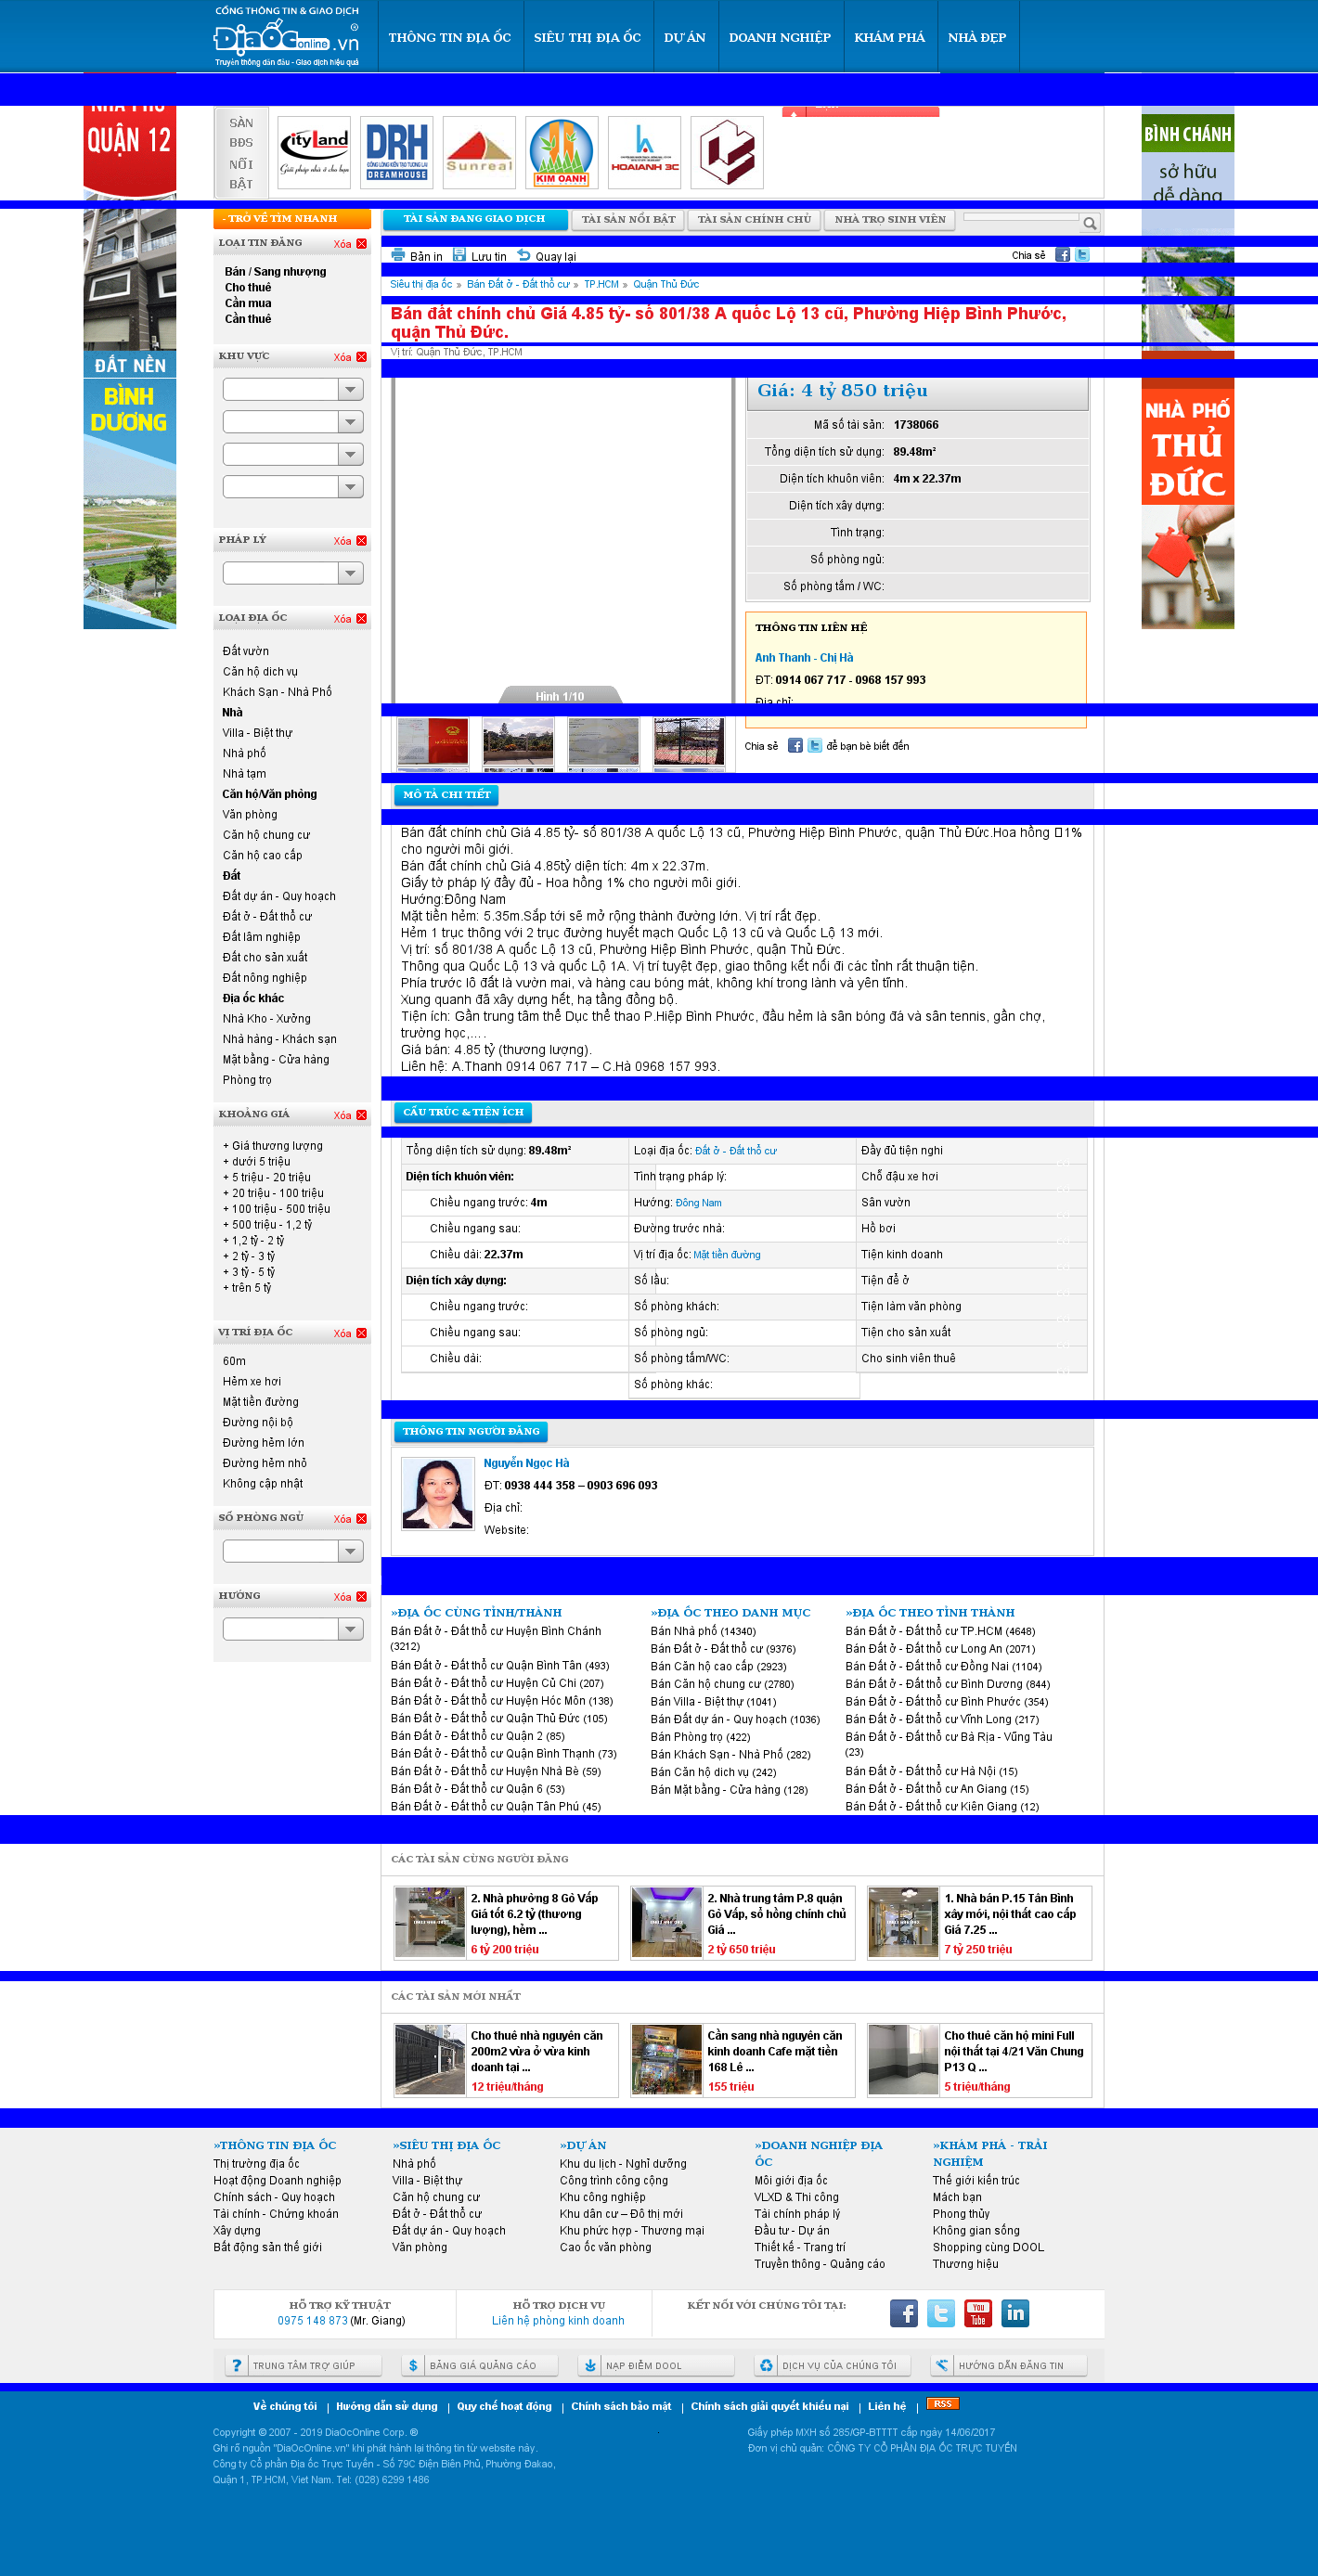 CỔNG THÔNG TIN & GIAO DỊCH
ĐịaỐc online .vn
Truyền thông dẫn đầu - Giao dịch hiệu quả
THÔNG TIN ĐỊA ỐC
SIÊU THỊ ĐỊA ỐC
DỰ ÁN
DOANH NGHIỆP
KHÁM PHÁ
NHÀ ĐẸP
NHÀ PHỐ
QUẬN 12
ĐẤT NỀN
BÌNH
DƯƠNG
SÀN
BĐS
NỔI
BẬT
CityLand
Giải pháp nhà ở cho bạn
DRH
DREAMHOUSE
Sunreal
KIM OANH
HOAIANH 3C
BÌNH CHÁNH
sở hữu
dễ dàng
NHÀ PHỐ
THỦ
ĐỨC
- TRỞ VỀ TÌM NHANH
LOẠI TIN ĐĂNG
Xóa
Bán / Sang nhượng
Cho thuê
Cần mua
Cần thuê
KHU VỰC
Xóa
PHÁP LÝ
Xóa
LOẠI ĐỊA ỐC
Xóa
Đất vườn
Căn hộ dịch vụ
Khách Sạn - Nhà Phố
Nhà
Villa - Biệt thự
Nhà phố
Nhà tạm
Căn hộ/Văn phòng
Văn phòng
Căn hộ chung cư
Căn hộ cao cấp
Đất
Đất dự án - Quy hoạch
Đất ở - Đất thổ cư
Đất lâm nghiệp
Đất cho sản xuất
Đất nông nghiệp
Địa ốc khác
Nhà Kho - Xưởng
Nhà hàng - Khách sạn
Mặt bằng - Cửa hàng
Phòng trọ
KHOẢNG GIÁ
Xóa
+ Giá thương lượng
+ dưới 5 triệu
+ 5 triệu - 20 triệu
+ 20 triệu - 100 triệu
+ 100 triệu - 500 triệu
+ 500 triệu - 1,2 tỷ
+ 1,2 tỷ - 2 tỷ
+ 2 tỷ - 3 tỷ
+ 3 tỷ - 5 tỷ
+ trên 5 tỷ
VỊ TRÍ ĐỊA ỐC
Xóa
60m
Hẻm xe hơi
Mặt tiền đường
Đường nội bộ
Đường hẻm lớn
Đường hẻm nhỏ
Không cập nhật
SỐ PHÒNG NGỦ
Xóa
HƯỚNG
Xóa
TÀI SẢN ĐANG GIAO DỊCH
TÀI SẢN NỔI BẬT
TÀI SẢN CHÍNH CHỦ
NHÀ TRỌ SINH VIÊN
Bản in
Lưu tin
Quay lại
Chia sẻ
Siêu thị địa ốc » Bán Đất ở - Đất thổ cư » TP.HCM » Quận Thủ Đức
Bán đất chính chủ Giá 4.85 tỷ- số 801/38 A quốc Lộ 13 cũ, Phường Hiệp Bình Phước,
quận Thủ Đức.
Vị trí: Quận Thủ Đức, TP.HCM
Hình 1/10
Giá: 4 tỷ 850 triệu
Mã số tài sản: 1738066
Tổng diện tích sử dụng: 89.48m²
Diện tích khuôn viên: 4m x 22.37m
Diện tích xây dựng:
Tình trạng:
Số phòng ngủ:
Số phòng tắm / WC:
THÔNG TIN LIÊN HỆ
Anh Thanh - Chị Hà
ĐT: 0914 067 717 - 0968 157 993
Địa chỉ:
Chia sẻ
để bạn bè biết đến
MÔ TẢ CHI TIẾT
Bán đất chính chủ Giá 4.85 tỷ- số 801/38 A quốc Lộ 13 cũ, Phường Hiệp Bình Phước, quận Thủ Đức.Hoa hồng 1%
cho người môi giới.
Bán đất chính chủ Giá 4.85tỷ diện tích: 4m x 22.37m.
Giấy tờ pháp lý đầy đủ - Hoa hồng 1% cho người môi giới.
Hướng:Đông Nam
Mặt tiền hẻm: 5.35m.Sắp tới sẽ mở rộng thành đường lớn. Vị trí rất đẹp.
Hẻm 1 trục thông với 2 trục đường huyết mạch Quốc Lộ 13 cũ và Quốc Lộ 13 mới.
Vị trí: số 801/38 A quốc Lộ 13 cũ, Phường Hiệp Bình Phước, quận Thủ Đức.
Thông qua Quốc Lộ 13 và quốc Lộ 1A. Vị trí tuyệt đẹp, giao thông kết nối đi các tỉnh rất thuận tiện.
Phía trước lô đất là vườn mai, và hàng cau bóng mát, không khí trong lành và yên tĩnh.
Xung quanh đã xây dựng hết, hạ tầng đồng bộ.
Tiện ích: Gần trung tâm thể Dục thể thao P.Hiệp Bình Phước, đầu hẻm là sân bóng đá và sân tennis, gần chợ,
trường học,....
Giá bán: 4.85 tỷ (thương lượng).
Liên hệ: A.Thanh 0914 067 717 – C.Hà 0968 157 993.
CẤU TRÚC & TIỆN ÍCH
Tổng diện tích sử dụng: 89.48m²
Diện tích khuôn viên:
Chiều ngang trước: 4m
Chiều ngang sau:
Chiều dài: 22.37m
Diện tích xây dựng:
Chiều ngang trước:
Chiều ngang sau:
Chiều dài:
Loại địa ốc: Đất ở - Đất thổ cư
Tình trạng pháp lý:
Hướng: Đông Nam
Đường trước nhà:
Vị trí địa ốc: Mặt tiền đường
Số lầu:
Số phòng khách:
Số phòng ngủ:
Số phòng tắm/WC:
Số phòng khác:
Đầy đủ tiện nghi
Chỗ đậu xe hơi
Sân vườn
Hồ bơi
Tiện kinh doanh
Tiện để ở
Tiện làm văn phòng
Tiện cho sản xuất
Cho sinh viên thuê
THÔNG TIN NGƯỜI ĐĂNG
Nguyễn Ngọc Hà
ĐT: 0938 444 358 – 0903 696 093
Địa chỉ:
Website:
»ĐỊA ỐC CÙNG TỈNH/THÀNH
Bán Đất ở - Đất thổ cư Huyện Bình Chánh
(3212)
Bán Đất ở - Đất thổ cư Quận Bình Tân (493)
Bán Đất ở - Đất thổ cư Huyện Củ Chi (207)
Bán Đất ở - Đất thổ cư Huyện Hóc Môn (138)
Bán Đất ở - Đất thổ cư Quận Thủ Đức (105)
Bán Đất ở - Đất thổ cư Quận 2 (85)
Bán Đất ở - Đất thổ cư Quận Bình Thạnh (73)
Bán Đất ở - Đất thổ cư Huyện Nhà Bè (59)
Bán Đất ở - Đất thổ cư Quận 6 (53)
Bán Đất ở - Đất thổ cư Quận Tân Phú (45)
»ĐỊA ỐC THEO DANH MỤC
Bán Nhà phố (14340)
Bán Đất ở - Đất thổ cư (9376)
Bán Căn hộ cao cấp (2923)
Bán Căn hộ chung cư (2780)
Bán Villa - Biệt thự (1041)
Bán Đất dự án - Quy hoạch (1036)
Bán Phòng trọ (422)
Bán Khách Sạn - Nhà Phố (282)
Bán Căn hộ dịch vụ (242)
Bán Mặt bằng - Cửa hàng (128)
»ĐỊA ỐC THEO TỈNH THÀNH
Bán Đất ở - Đất thổ cư TP.HCM (4648)
Bán Đất ở - Đất thổ cư Long An (2071)
Bán Đất ở - Đất thổ cư Đồng Nai (1104)
Bán Đất ở - Đất thổ cư Bình Dương (844)
Bán Đất ở - Đất thổ cư Bình Phước (354)
Bán Đất ở - Đất thổ cư Vĩnh Long (217)
Bán Đất ở - Đất thổ cư Bà Rịa - Vũng Tàu
(23)
Bán Đất ở - Đất thổ cư Hà Nội (15)
Bán Đất ở - Đất thổ cư An Giang (15)
Bán Đất ở - Đất thổ cư Kiên Giang (12)
CÁC TÀI SẢN CÙNG NGƯỜI ĐĂNG
2. Nhà phường 8 Gò Vấp
Giá tốt 6.2 tỷ (thương
lượng), hẻm ...
6 tỷ 200 triệu
2. Nhà trung tâm P.8 quận
Gò Vấp, sổ hồng chính chủ
Giá ...
2 tỷ 650 triệu
1. Nhà bán P.15 Tân Bình
xây mới, nội thất cao cấp
Giá 7.25 ...
7 tỷ 250 triệu
CÁC TÀI SẢN MỚI NHẤT
Cho thuê nhà nguyên căn
200m2 vừa ở vừa kinh
doanh tại ...
12 triệu/tháng
Cần sang nhà nguyên căn
kinh doanh Cafe mặt tiền
168 Lê ...
155 triệu
Cho thuê căn hộ mini Full
nội thất tại 4/21 Văn Chung
P13 Q ...
5 triệu/tháng
»THÔNG TIN ĐỊA ỐC
Thị trường địa ốc
Hoạt động Doanh nghiệp
Chính sách - Quy hoạch
Tài chính - Chứng khoán
Xây dựng
Bất động sản thế giới
»SIÊU THỊ ĐỊA ỐC
Nhà phố
Villa - Biệt thự
Căn hộ chung cư
Đất ở - Đất thổ cư
Đất dự án - Quy hoạch
Văn phòng
»DỰ ÁN
Khu du lịch - Nghỉ dưỡng
Công trình công cộng
Khu công nghiệp
Khu dân cư – Đô thị mới
Khu phức hợp - Thương mại
Cao ốc văn phòng
»DOANH NGHIỆP ĐỊA
ỐC
Môi giới địa ốc
VLXD & Thi công
Tài chính pháp lý
Đầu tư - Dự án
Thiết kế - Trang trí
Truyền thông - Quảng cáo
»KHÁM PHÁ - TRẢI
NGHIỆM
Thế giới kiến trúc
Mách bạn
Phong thủy
Không gian sống
Shopping cùng DOOL
Thương hiệu
HỖ TRỢ KỸ THUẬT
0975 148 873 (Mr. Giang)
HỖ TRỢ DỊCH VỤ
Liên hệ phòng kinh doanh
KẾT NỐI VỚI CHÚNG TÔI TẠI:
You Tube
TRUNG TÂM TRỢ GIÚP
BẢNG GIÁ QUẢNG CÁO
NẠP ĐIỂM DOOL
DỊCH VỤ CỦA CHÚNG TÔI
HƯỚNG DẪN ĐĂNG TIN
Về chúng tôi | Hướng dẫn sử dụng | Quy chế hoạt động | Chính sách bảo mật | Chính sách giải quyết khiếu nại | Liên hệ | RSS
Copyright © 2007 - 2019 DiaOcOnline Corp. ®
Ghi rõ nguồn "DiaOcOnline.vn" khi phát hành lại thông tin từ website này.
Công ty Cổ phần Địa ốc Trực Tuyến - Số 79C Điện Biên Phủ, Phường Đakao,
Quận 1, TP.HCM, Viet Nam. Tel: (028) 6299 1486
Giấy phép MXH số 285/GP-BTTTT cấp ngày 14/06/2017
Đơn vị chủ quản: CÔNG TY CỔ PHẦN ĐỊA ỐC TRỰC TUYẾN